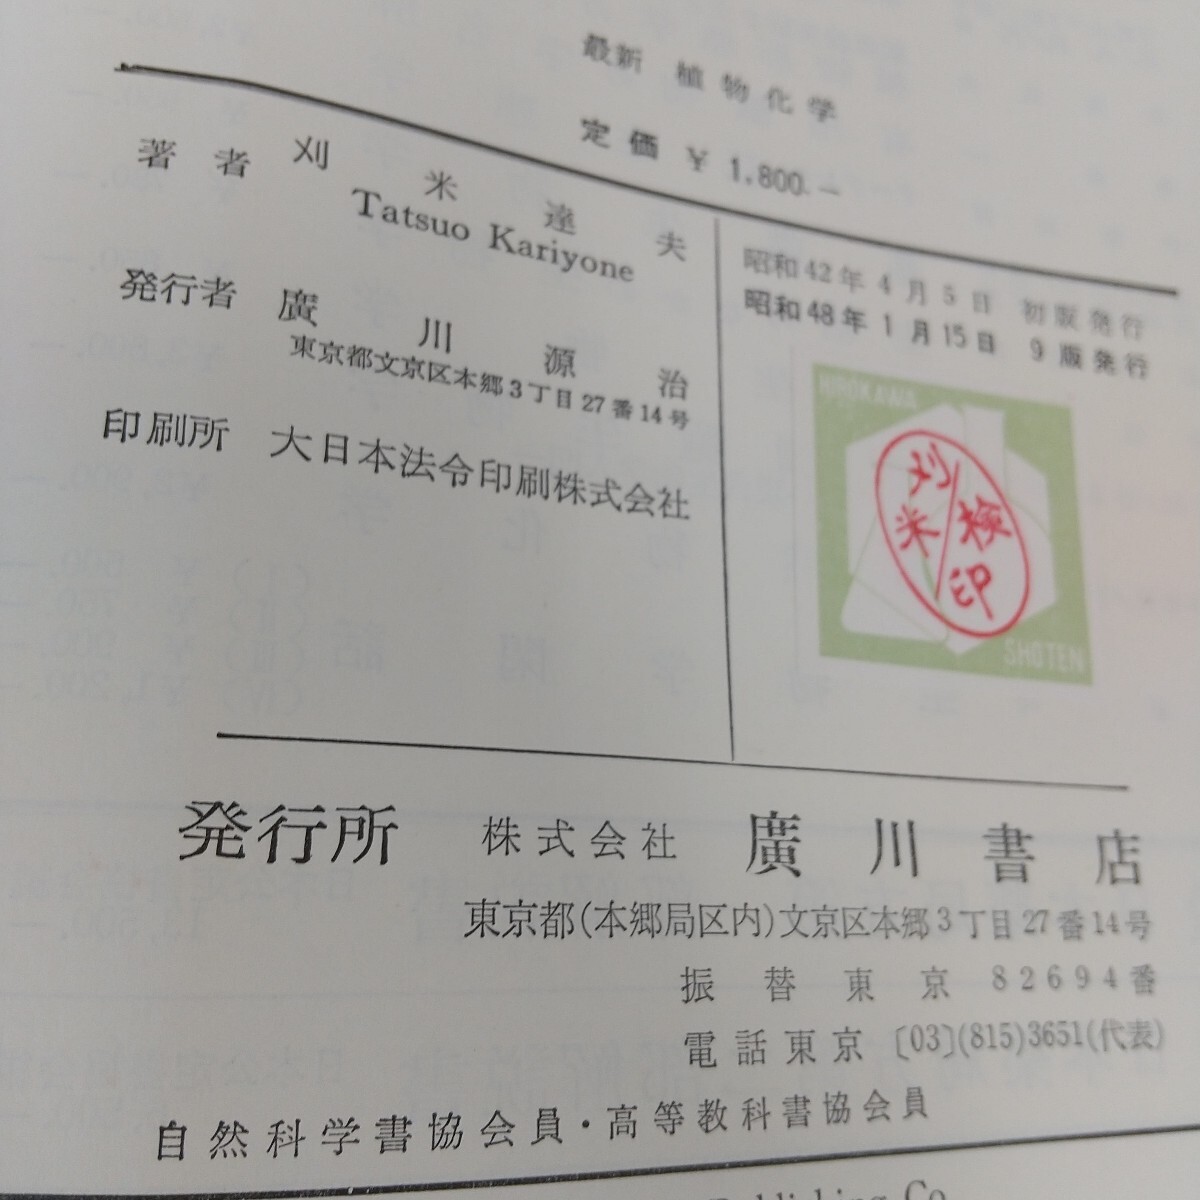 最新 植物化学
定価 ¥ 1,800.—
著者 刈米達夫
Tatsuo Kariyone
発行者 廣川源治
東京都文京区本郷3丁目27番14号
印刷所 大日本法令印刷株式会社
昭和42年4月5日 初版発行
昭和48年1月15日 9版発行
HIROKAWA
刈米
検印
SHOTEN
発行所 株式会社 廣川書店
東京都(本郷局区内)文京区本郷3丁目27番14号
振替東京 82694番
電話東京 〔03〕(815)3651(代表)
自然科学書協会員・高等教科書協会員
Publishing Co